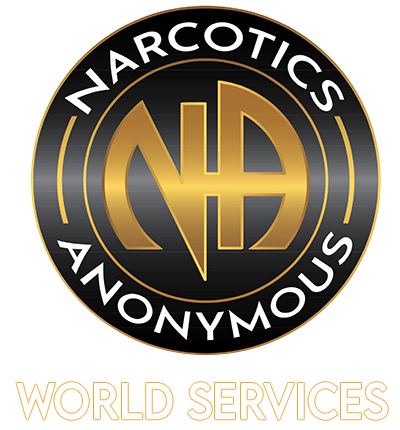 NARCOTICS
NA
ANONYMOUS
WORLD SERVICES